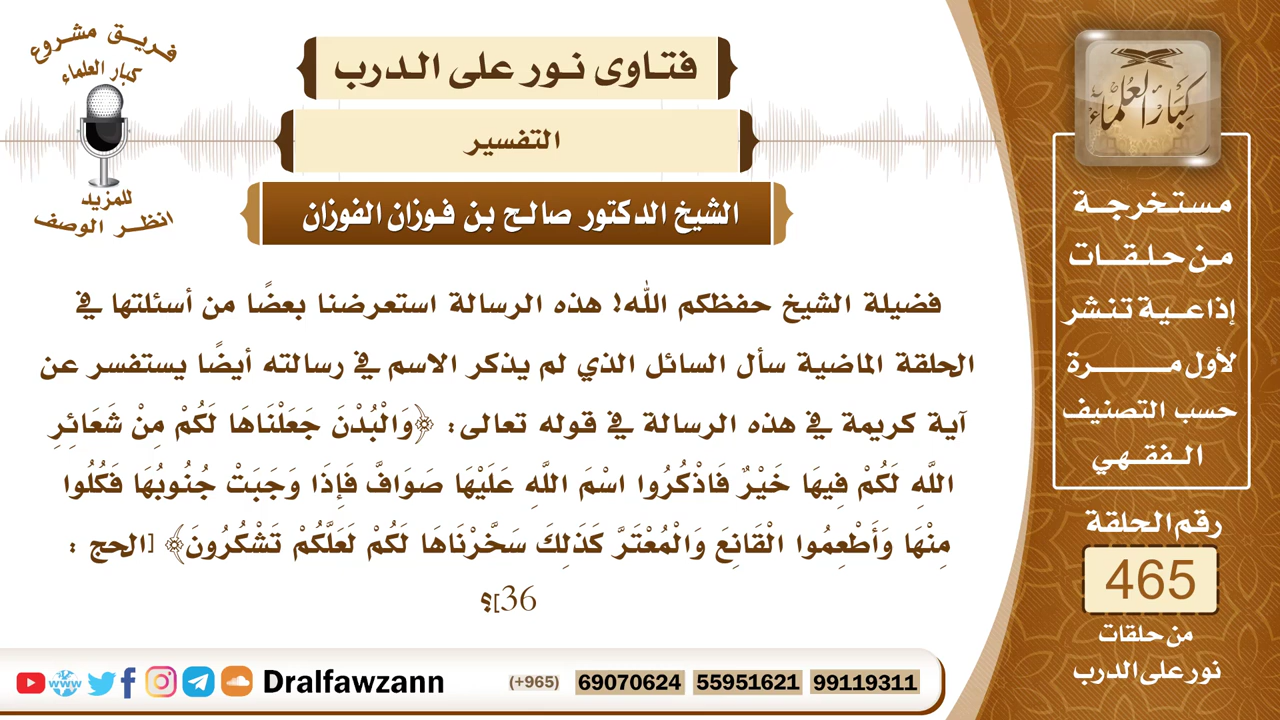 فريق مشروع
كبار العلماء
للمزيد
انظر الوصف
فتاوى نور على الدرب
التفسير
الشيخ الدكتور صالح بن فوزان الفوزان
فضيلة الشيخ حفظكم الله! هذه الرسالة استعرضنا بعضًا من أسئلتها في
الحلقة الماضية سأل السائل الذي لم يذكر الاسم في رسالته أيضًا يستفسر عن
آية كريمة في هذه الرسالة في قوله تعالى: ﴿وَالْبُدْنَ جَعَلْنَاهَا لَكُمْ مِنْ شَعَائِرِ
اللَّهِ لَكُمْ فِيهَا خَيْرٌ فَاذْكُرُوا اسْمَ اللَّهِ عَلَيْهَا صَوَافَّ فَإِذَا وَجَبَتْ جُنُوبُهَا فَكُلُوا
مِنْهَا وَأَطْعِمُوا الْقَانِعَ وَالْمُعْتَرَّ كَذَلِكَ سَخَّرْنَاهَا لَكُمْ لَعَلَّكُمْ تَشْكُرُونَ﴾ [الحج :
36]؟
كبار العلماء
مستخرجة
من حلقات
إذاعية تنشر
لأول مرة
حسب التصنيف
الفقهي
رقم الحلقة
465
من حلقات
نور على الدرب
www Dralfawzann (+965) 69070624 55951621 99119311